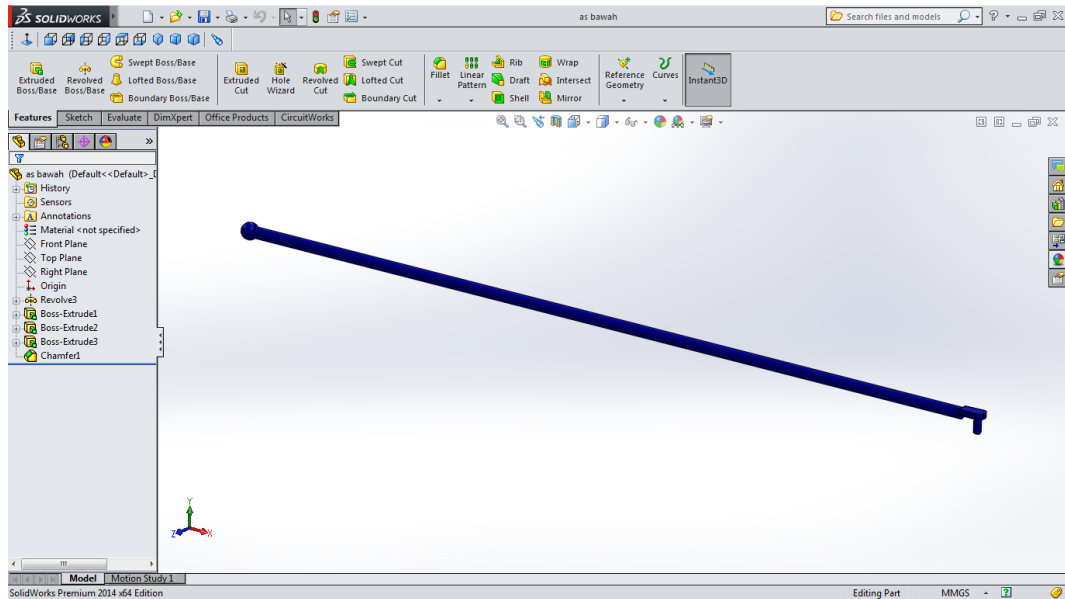 SOLIDWORKS
as bawah
Search files and models
Extruded Boss/Base
Revolved Boss/Base
Swept Boss/Base
Lofted Boss/Base
Boundary Boss/Base
Extruded Cut
Hole Wizard
Revolved Cut
Swept Cut
Lofted Cut
Boundary Cut
Fillet
Linear Pattern
Rib
Draft
Shell
Wrap
Intersect
Mirror
Reference Geometry
Curves
Instant3D
Features Sketch Evaluate DimXpert Office Products CircuitWorks
as bawah (Default<<Default>_D
History
Sensors
Annotations
Material <not specified>
Front Plane
Top Plane
Right Plane
Origin
Revolve3
Boss-Extrude1
Boss-Extrude2
Boss-Extrude3
Chamfer1
Y
Z
X
Model Motion Study 1
SolidWorks Premium 2014 x64 Edition
Editing Part
MMGS